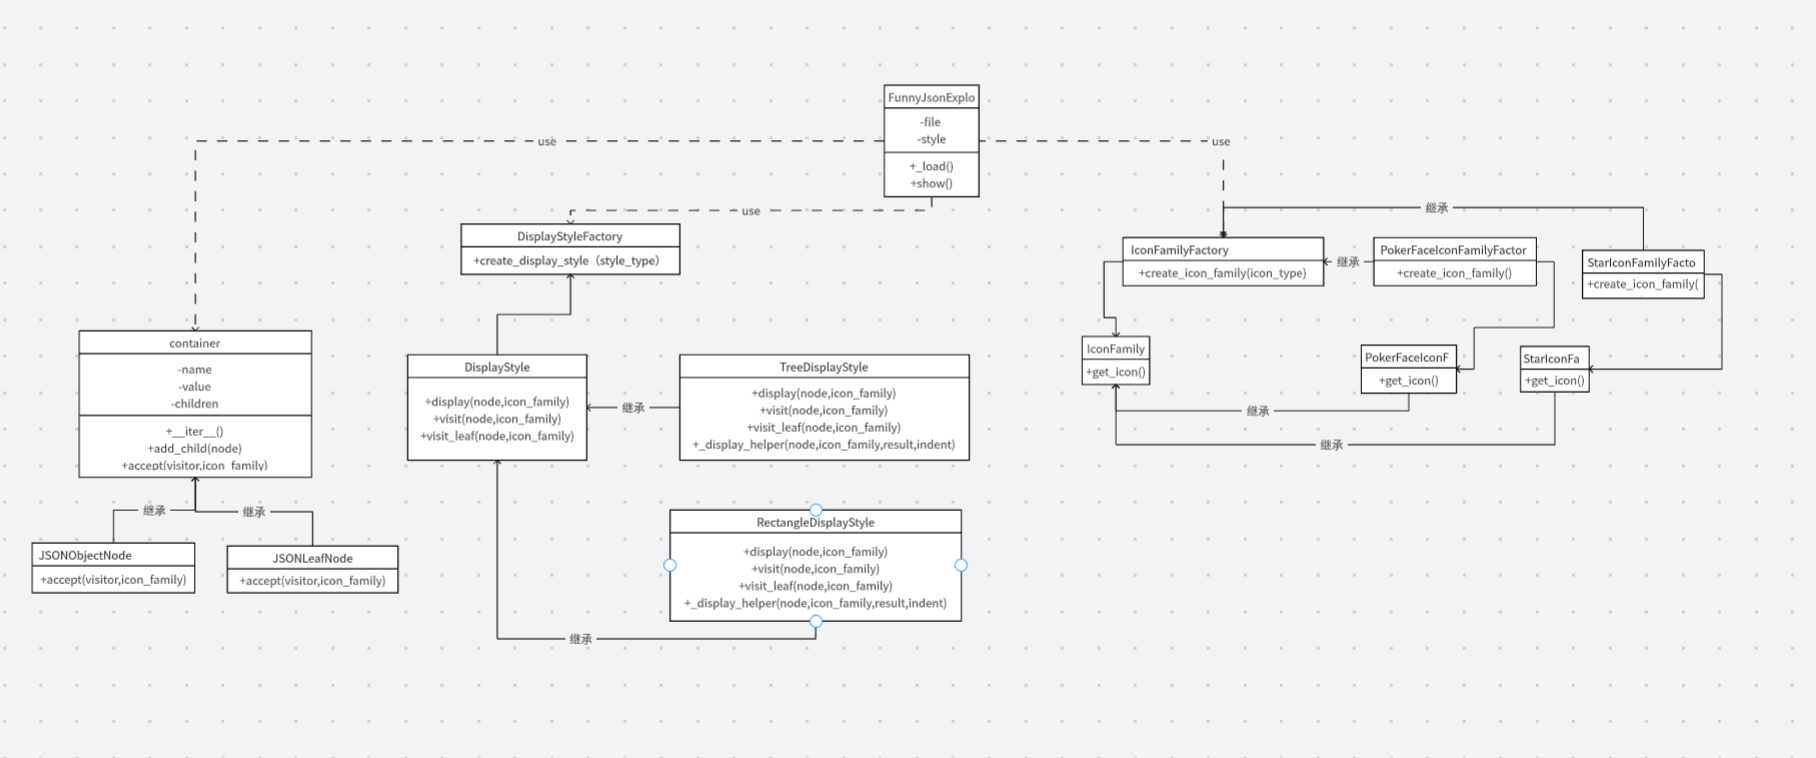 FunnyJsonExplo
-file
-style
+_load()
+show()
use
use
use
继承
DisplayStyleFactory
+create_display_style（style_type）
IconFamilyFactory
+create_icon_family(icon_type)
继承
PokerFaceIconFamilyFactor
+create_icon_family()
StarIconFamilyFacto
+create_icon_family(
container
-name
-value
-children
+__iter__()
+add_child(node)
+accept(visitor,icon_family)
DisplayStyle
+display(node,icon_family)
+visit(node,icon_family)
+visit_leaf(node,icon_family)
继承
TreeDisplayStyle
+display(node,icon_family)
+visit(node,icon_family)
+visit_leaf(node,icon_family)
+_display_helper(node,icon_family,result,indent)
IconFamily
+get_icon()
PokerFaceIconF
+get_icon()
StarIconFa
+get_icon()
继承
继承
继承
继承
JSONObjectNode
+accept(visitor,icon_family)
JSONLeafNode
+accept(visitor,icon_family)
RectangleDisplayStyle
+display(node,icon_family)
+visit(node,icon_family)
+visit_leaf(node,icon_family)
+_display_helper(node,icon_family,result,indent)
继承